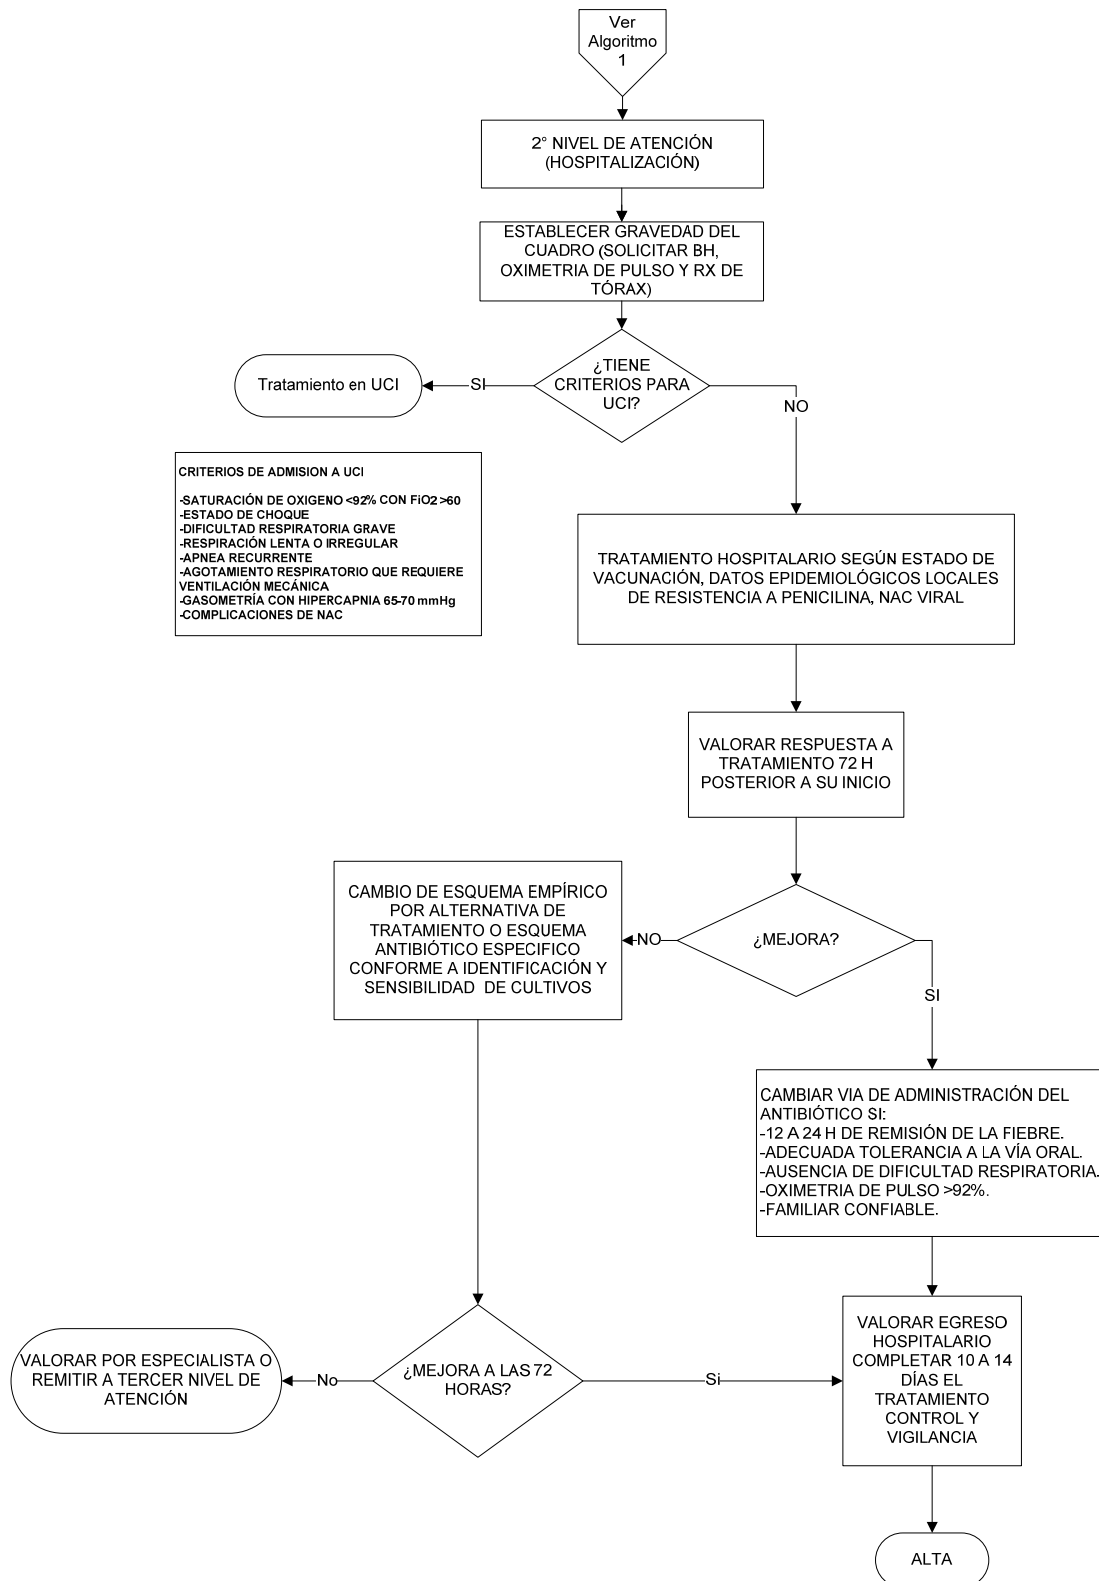 Ver
Algoritmo
1
2° NIVEL DE ATENCIÓN
(HOSPITALIZACIÓN)
ESTABLECER GRAVEDAD DEL
CUADRO (SOLICITAR BH,
OXIMETRIA DE PULSO Y RX DE
TÓRAX)
¿TIENE
CRITERIOS PARA
UCI?
SI
Tratamiento en UCI
NO
CRITERIOS DE ADMISION A UCI
-SATURACIÓN DE OXIGENO <92% CON FiO2 >60
-ESTADO DE CHOQUE
-DIFICULTAD RESPIRATORIA GRAVE
-RESPIRACIÓN LENTA O IRREGULAR
-APNEA RECURRENTE
-AGOTAMIENTO RESPIRATORIO QUE REQUIERE
VENTILACIÓN MECÁNICA
-GASOMETRÍA CON HIPERCAPNIA 65-70 mmHg
-COMPLICACIONES DE NAC
TRATAMIENTO HOSPITALARIO SEGÚN ESTADO DE
VACUNACIÓN, DATOS EPIDEMIOLÓGICOS LOCALES
DE RESISTENCIA A PENICILINA, NAC VIRAL
VALORAR RESPUESTA A
TRATAMIENTO 72 H
POSTERIOR A SU INICIO
¿MEJORA?
NO
CAMBIO DE ESQUEMA EMPÍRICO
POR ALTERNATIVA DE
TRATAMIENTO O ESQUEMA
ANTIBIÓTICO ESPECIFICO
CONFORME A IDENTIFICACIÓN Y
SENSIBILIDAD DE CULTIVOS
SI
CAMBIAR VIA DE ADMINISTRACIÓN DEL
ANTIBIÓTICO SI:
-12 A 24 H DE REMISIÓN DE LA FIEBRE.
-ADECUADA TOLERANCIA A LA VÍA ORAL.
-AUSENCIA DE DIFICULTAD RESPIRATORIA.
-OXIMETRIA DE PULSO >92%.
-FAMILIAR CONFIABLE.
¿MEJORA A LAS 72
HORAS?
No
VALORAR POR ESPECIALISTA O
REMITIR A TERCER NIVEL DE
ATENCIÓN
Si
VALORAR EGRESO
HOSPITALARIO
COMPLETAR 10 A 14
DÍAS EL
TRATAMIENTO
CONTROL Y
VIGILANCIA
ALTA